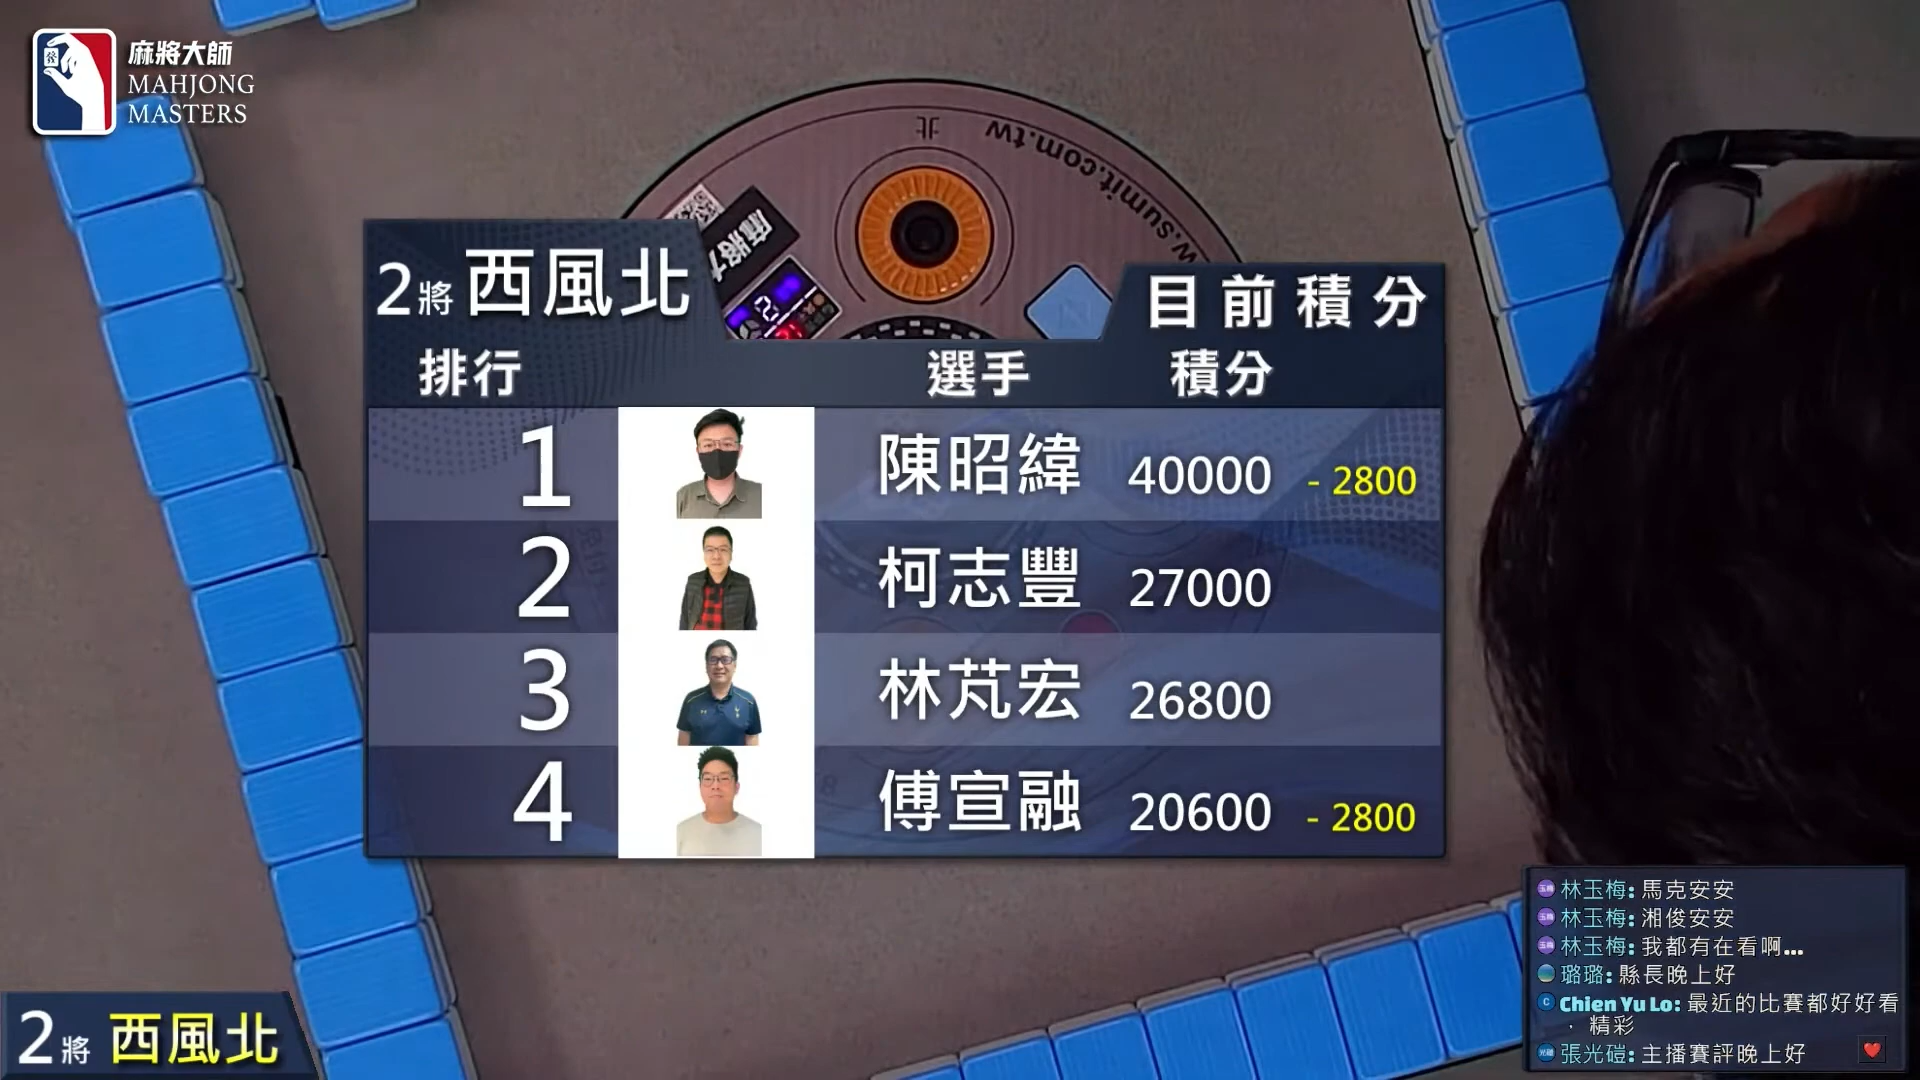 麻將大師
MAHJONG
MASTERS
北
w.sumit.com.tw
2將 西風北
目前積分
排行 選手 積分
1 陳昭緯 40000 - 2800
2 柯志豐 27000
3 林芃宏 26800
4 傅宣融 20600 - 2800
林玉梅: 馬克安安
林玉梅: 湘俊安安
林玉梅: 我都有在看啊...
璐璐: 縣長晚上好
Chien Yu Lo: 最近的比賽都好好看
. 精彩
張光磑: 主播賽評晚上好
2將 西風北